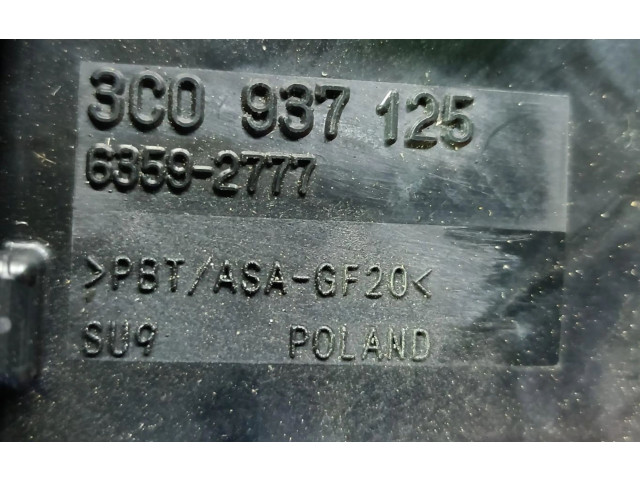 3C0 937 125
6359-2777
>PBT/ASA-GF20<
SU9 POLAND